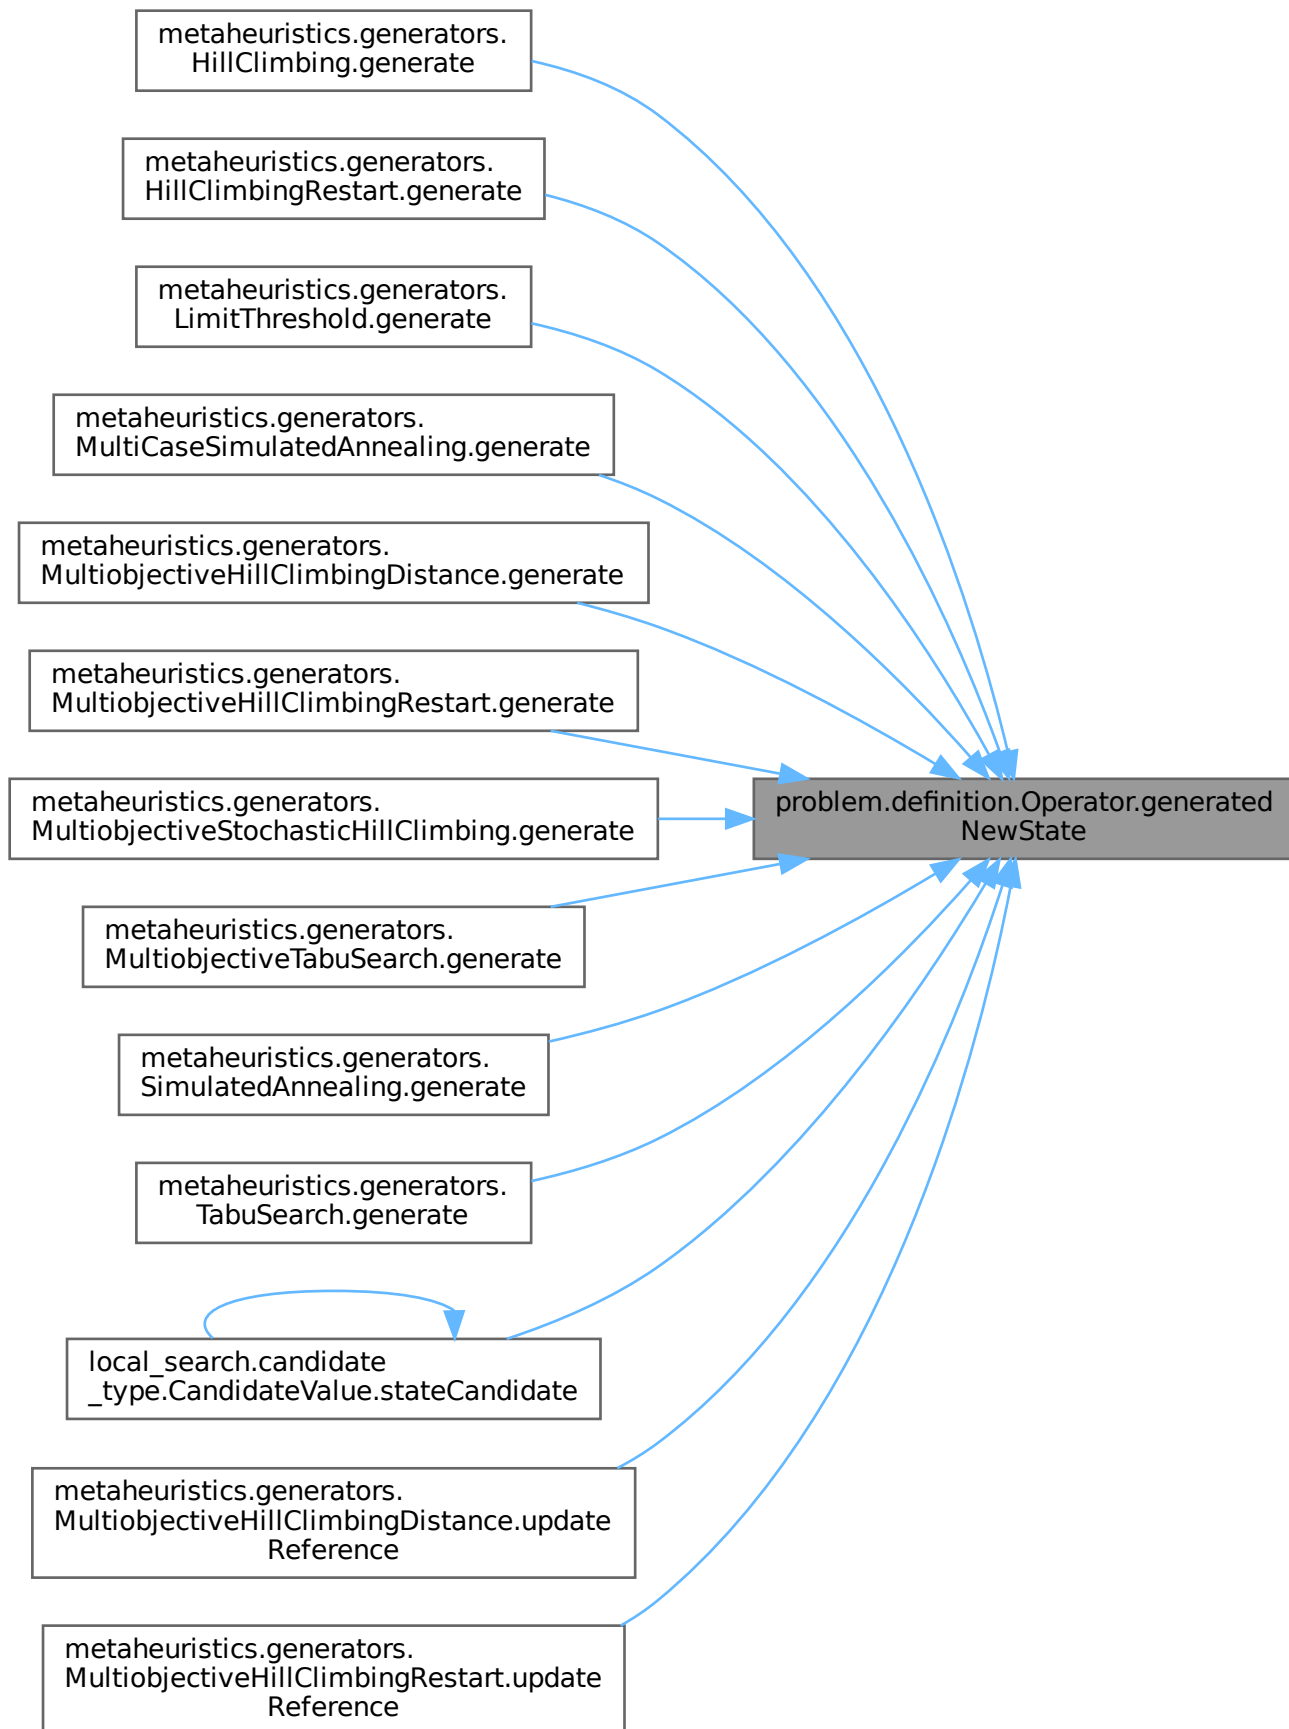 metaheuristics.generators.
HillClimbing.generate
metaheuristics.generators.
HillClimbingRestart.generate
metaheuristics.generators.
LimitThreshold.generate
metaheuristics.generators.
MultiCaseSimulatedAnnealing.generate
metaheuristics.generators.
MultiobjectiveHillClimbingDistance.generate
metaheuristics.generators.
MultiobjectiveHillClimbingRestart.generate
metaheuristics.generators.
MultiobjectiveStochasticHillClimbing.generate
problem.definition.Operator.generated
NewState
metaheuristics.generators.
MultiobjectiveTabuSearch.generate
metaheuristics.generators.
SimulatedAnnealing.generate
metaheuristics.generators.
TabuSearch.generate
local_search.candidate
_type.CandidateValue.stateCandidate
metaheuristics.generators.
MultiobjectiveHillClimbingDistance.update
Reference
metaheuristics.generators.
MultiobjectiveHillClimbingRestart.update
Reference